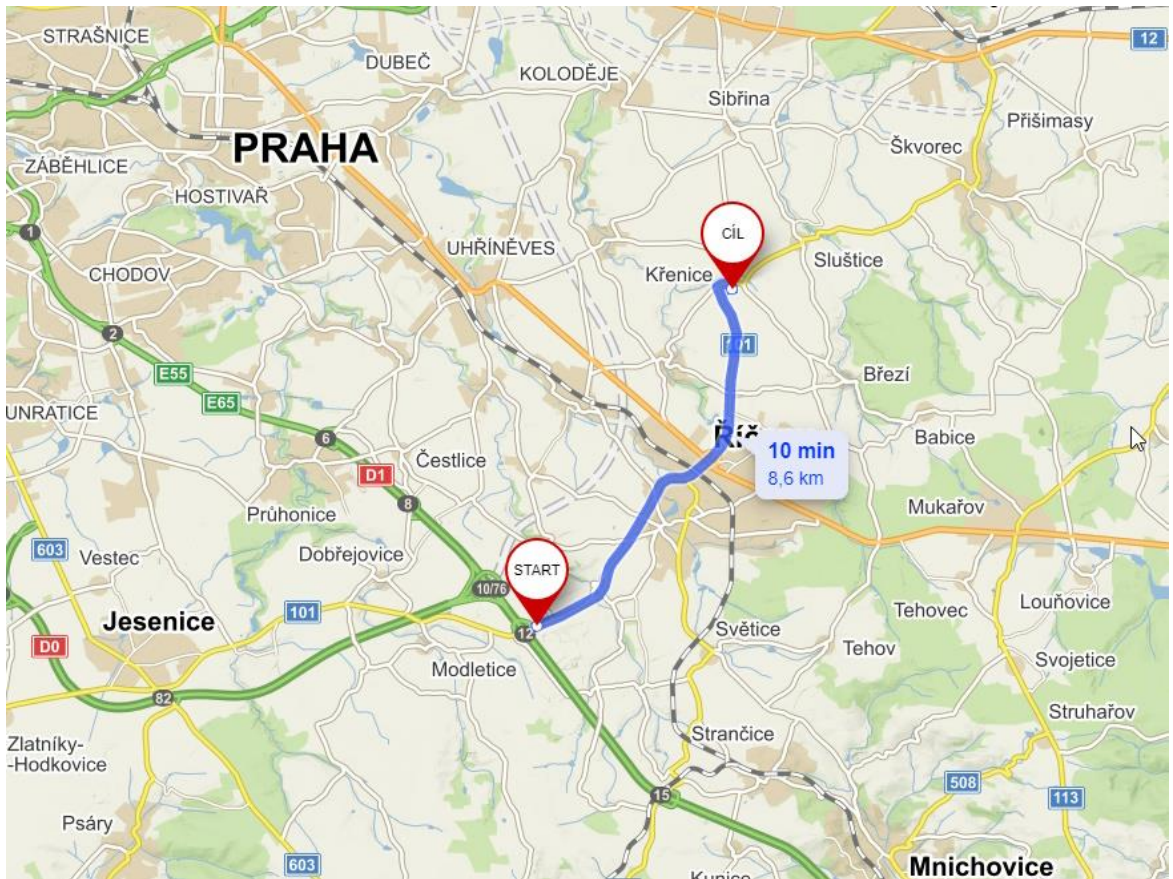 STRAŠNICE
DUBEČ
KOLODĚJE
12
Sibřina
Přišimasy
PRAHA
Škvorec
ZÁBĚHLICE
HOSTIVAŘ
1
CÍL
UHŘÍNĚVES
Sluštice
CHODOV
Křenice
2
101
E55
Březí
E65
UNRATICE
6
Říč
10 min
8,6 km
Babice
Čestlice
D1
8
Průhonice
Mukařov
603
Vestec
Dobřejovice
START
10/76
101
Jesenice
Tehovec
Louňovice
D0
12
Světice
Tehov
Modletice
Svojetice
82
Struhařov
Strančice
Zlatníky-
-Hodkovice
508
15
113
Psáry
603
Mnichovice
Kunice